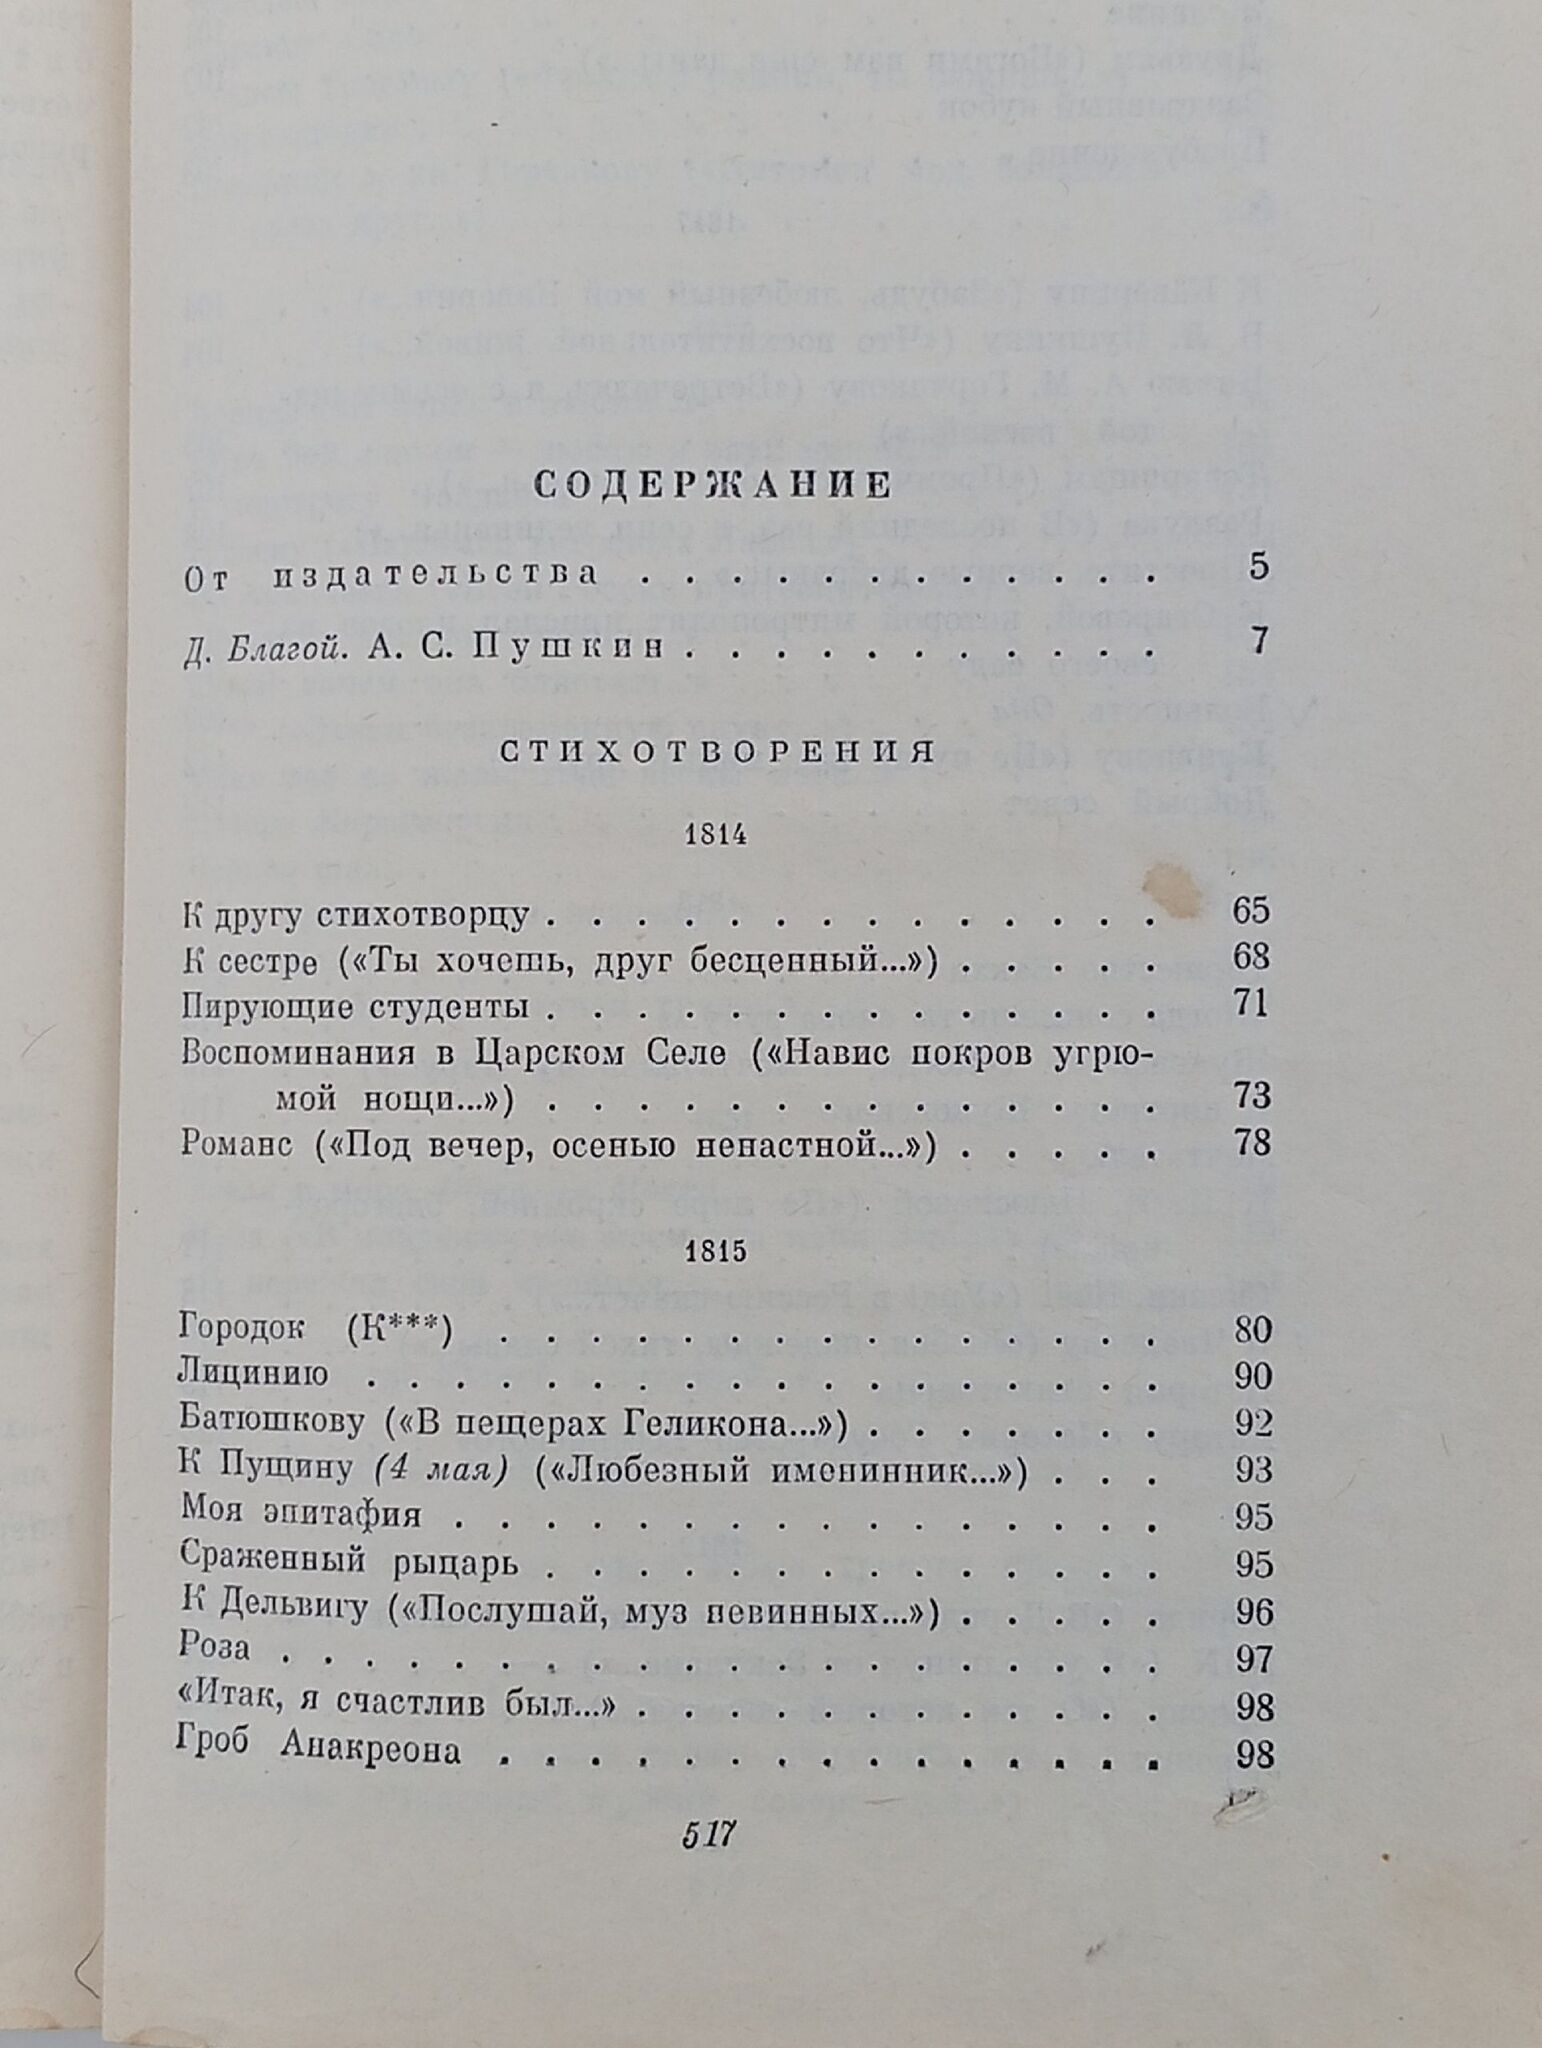 СОДЕРЖАНИЕ
От издательства . . . . . . . . . . . . 5
Д. Благой. А. С. Пушкин . . . . . . . . . . . 7
СТИХОТВОРЕНИЯ
1814
К другу стихотворцу . . . . . . . . . . . . . . 65
К сестре («Ты хочешь, друг бесценный...») . . . . . 68
Пирующие студенты . . . . . . . . . . . . . . 71
Воспоминания в Царском Селе («Навис покров угрю-
мой нощи...») . . . . . . . . . . . . . . 73
Романс («Под вечер, осенью ненастной...») . . . . . 78
1815
Городок (К***) . . . . . . . . . . . . . . . 80
Лицинию . . . . . . . . . . . . . . . . . . 90
Батюшкову («В пещерах Геликона...») . . . . . . . 92
К Пущину (4 мая) («Любезный именинник...») . . . 93
Моя эпитафия . . . . . . . . . . . . . . . . 95
Сраженный рыцарь . . . . . . . . . . . . . . 95
К Дельвигу («Послушай, муз невинных...») . . . . . 96
Роза . . . . . . . . . . . . . . . . . . . . 97
«Итак, я счастлив был...» . . . . . . . . . . . . 98
Гроб Анакреона . . . . . . . . . . . . . . . 98
517